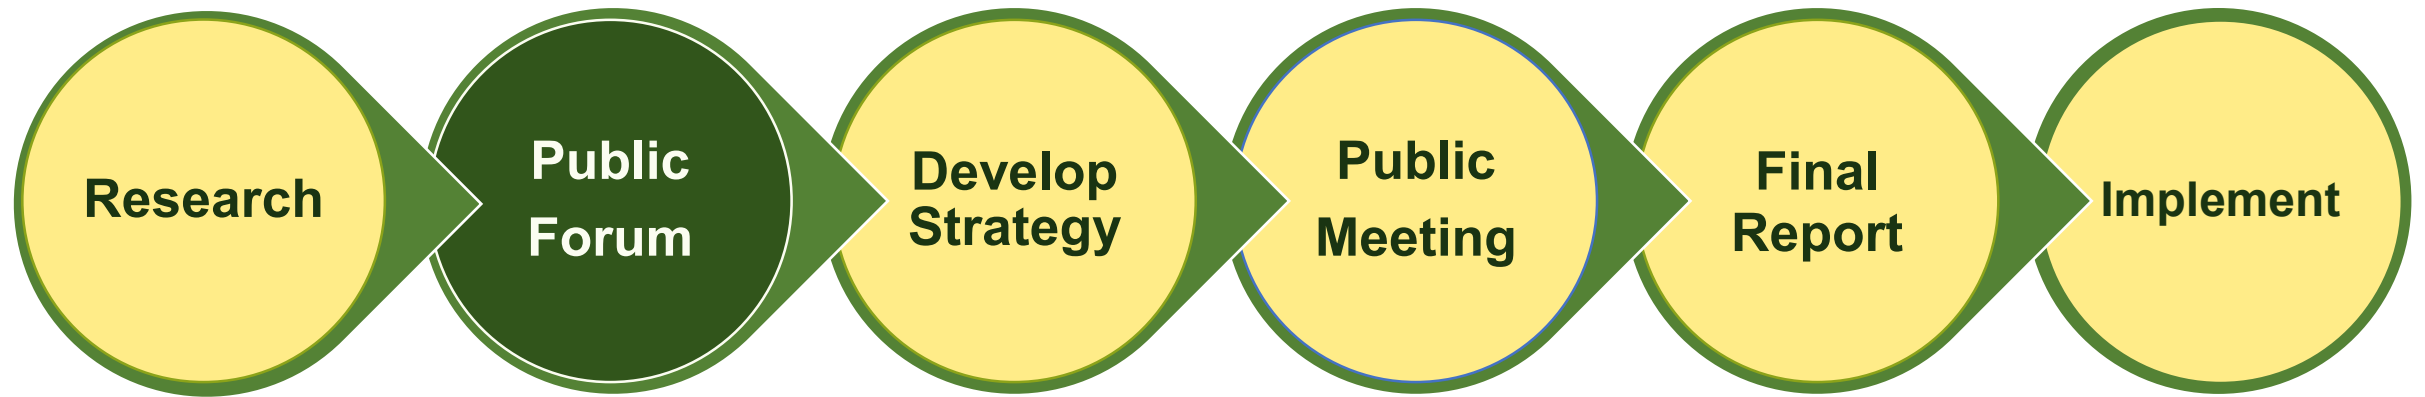 Research
Public
Forum
Develop
Strategy
Public
Meeting
Final
Report
Implement